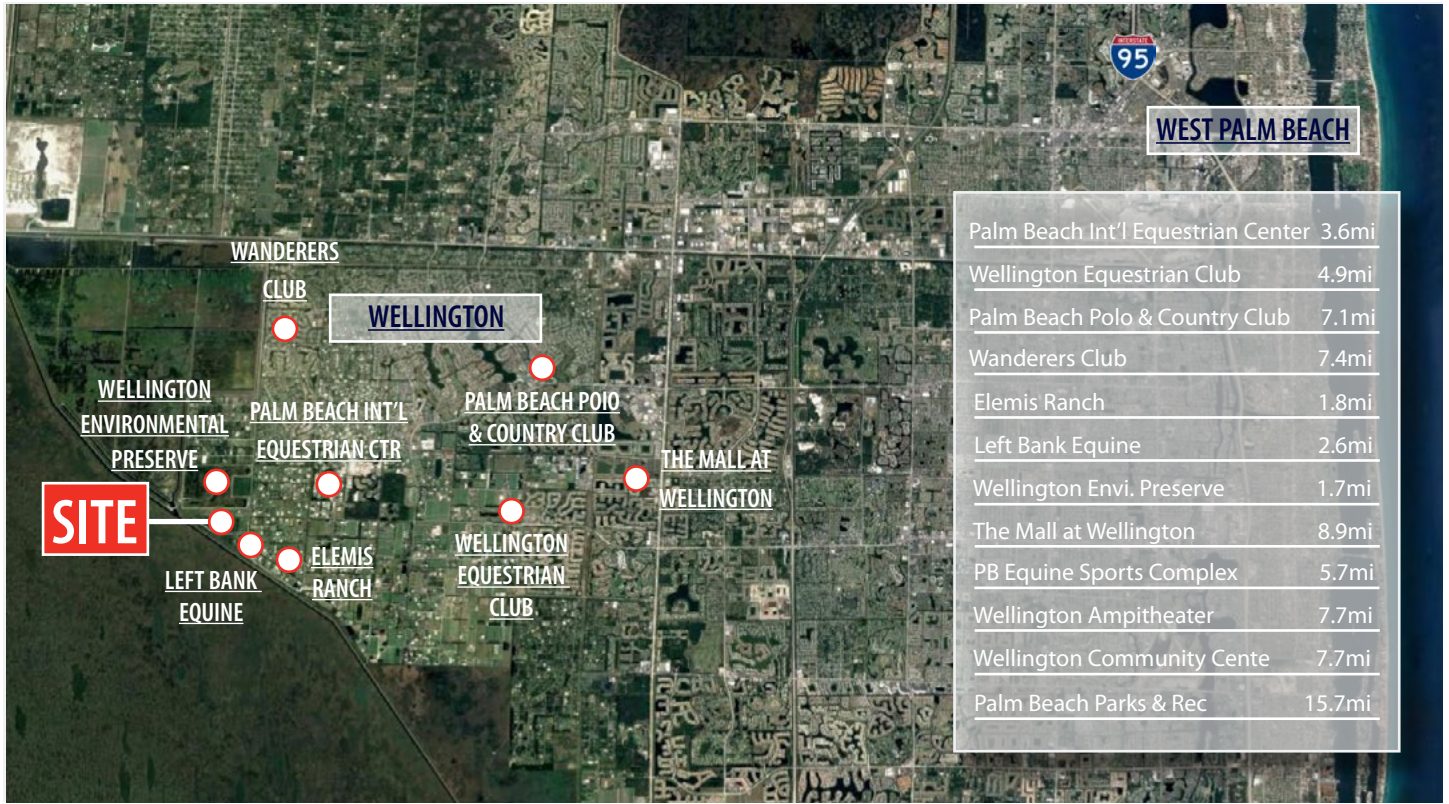 INTERSTATE
95
WEST PALM BEACH
WANDERERS
CLUB
WELLINGTON
WELLINGTON
ENVIRONMENTAL
PRESERVE
PALM BEACH INT'L
EQUESTRIAN CTR
PALM BEACH POIO
& COUNTRY CLUB
THE MALL AT
WELLINGTON
SITE
LEFT BANK
EQUINE
ELEMIS
RANCH
WELLINGTON
EQUESTRIAN
CLUB
Palm Beach Int'l Equestrian Center 3.6mi
Wellington Equestrian Club 4.9mi
Palm Beach Polo & Country Club 7.1mi
Wanderers Club 7.4mi
Elemis Ranch 1.8mi
Left Bank Equine 2.6mi
Wellington Envi. Preserve 1.7mi
The Mall at Wellington 8.9mi
PB Equine Sports Complex 5.7mi
Wellington Ampitheater 7.7mi
Wellington Community Cente 7.7mi
Palm Beach Parks & Rec 15.7mi